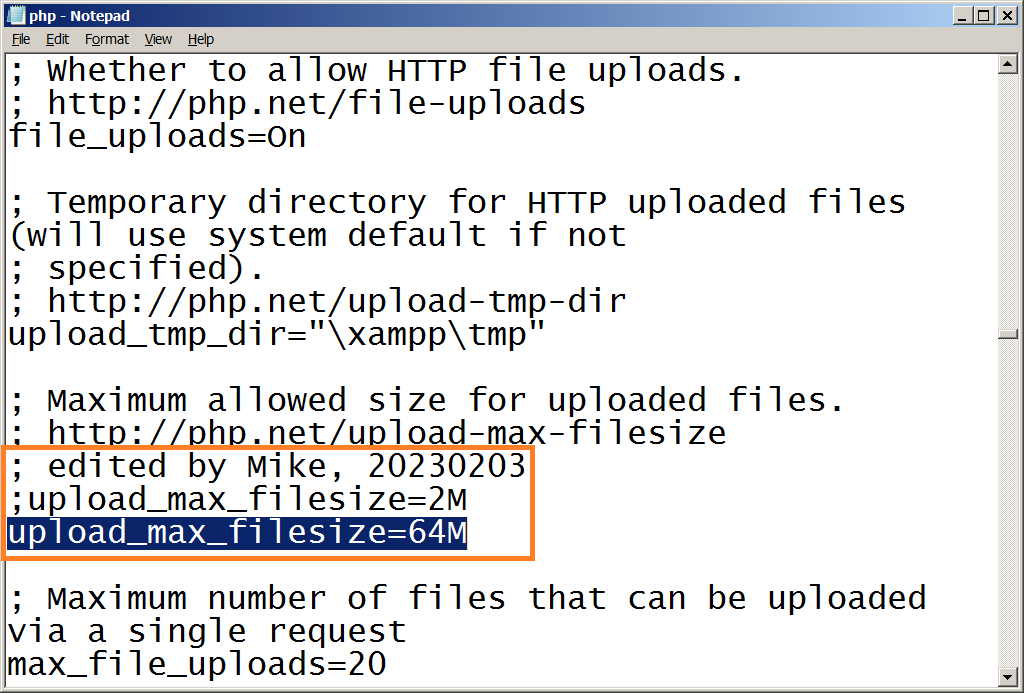 php - Notepad
File Edit Format View Help
; Whether to allow HTTP file uploads.
; http://php.net/file-uploads
file_uploads=On
; Temporary directory for HTTP uploaded files
(will use system default if not
; specified).
; http://php.net/upload-tmp-dir
upload_tmp_dir="\xampp\tmp"
; Maximum allowed size for uploaded files.
; http://php.net/upload-max-filesize
; edited by Mike, 20230203
;upload_max_filesize=2M
upload_max_filesize=64M
; Maximum number of files that can be uploaded
via a single request
max_file_uploads=20